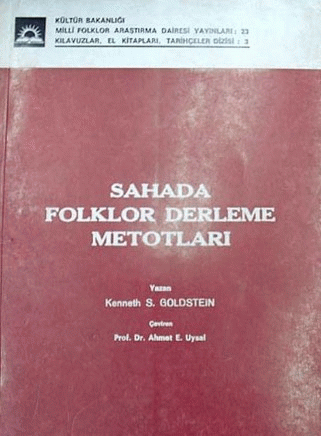 KÜLTÜR BAKANLIĞI
MİLLİ FOLKLOR ARAŞTIRMA DAİRESİ YAYINLARI: 23
KILAVUZLAR, EL KİTAPLARI, TARİHÇELER DİZİSİ : 3
SAHADA
FOLKLOR DERLEME
METOTLARI
Yazan
Kenneth S. GOLDSTEIN
Çeviren
Prof. Dr. Ahmet E. Uysal